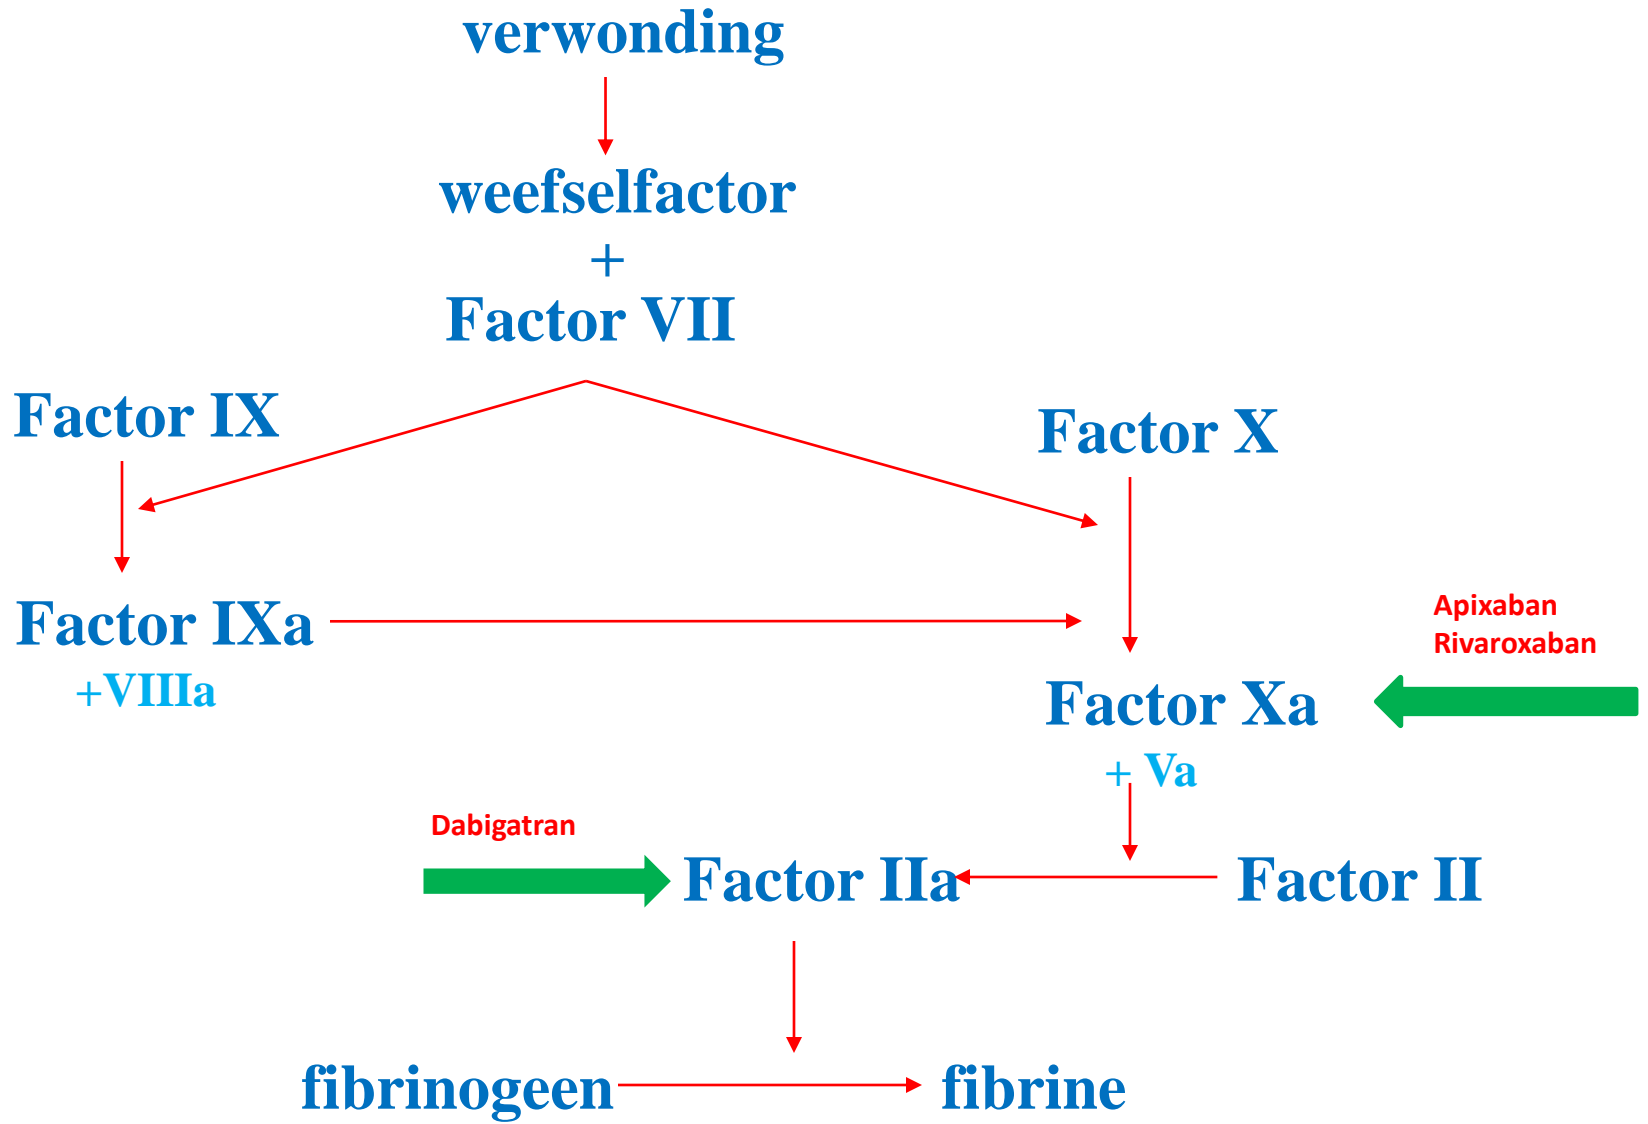 verwonding
weefselfactor
+
Factor VII
Factor IX
Factor X
Factor IXa
+VIIIa
Apixaban
Rivaroxaban
Factor Xa
+ Va
Dabigatran
Factor IIa
Factor II
fibrinogeen
fibrine